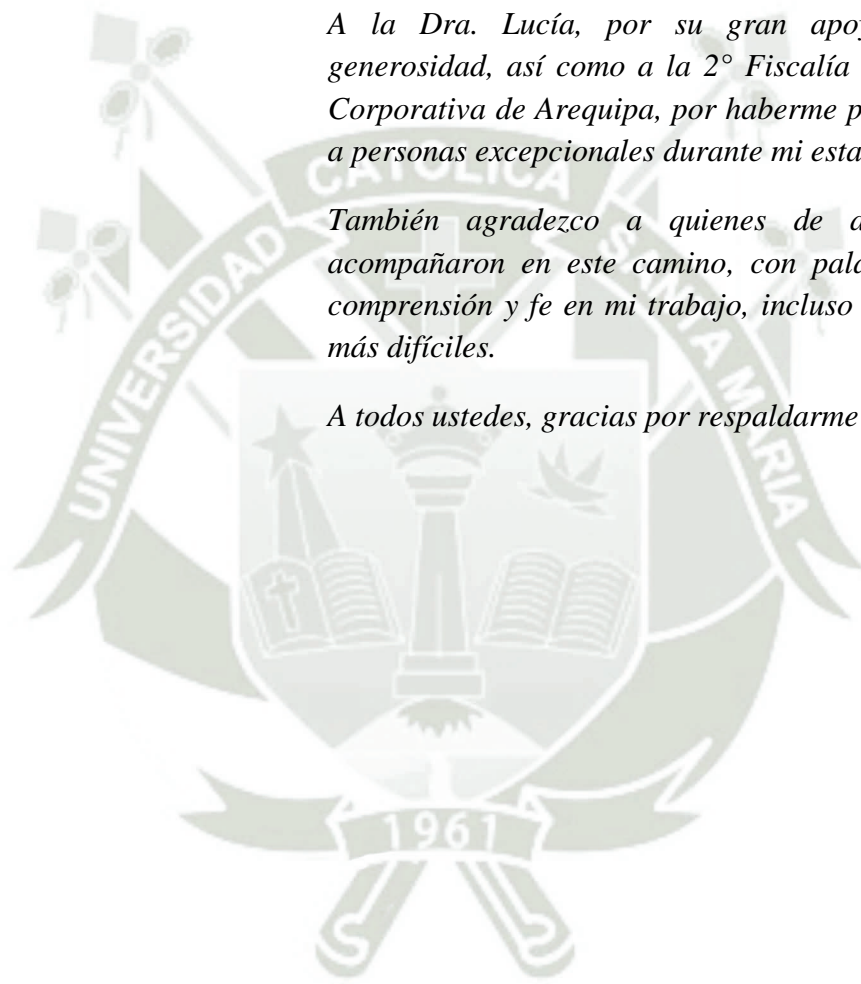 A la Dra. Lucía, por su gran apoy
generosidad, así como a la 2° Fiscalía
Corporativa de Arequipa, por haberme p
a personas excepcionales durante mi esta
También agradezco a quienes de a
acompañaron en este camino, con pala
comprensión y fe en mi trabajo, incluso
más difíciles.
A todos ustedes, gracias por respaldarme
UNIVERSIDAD CATOLICA SANTA MARIA
1961